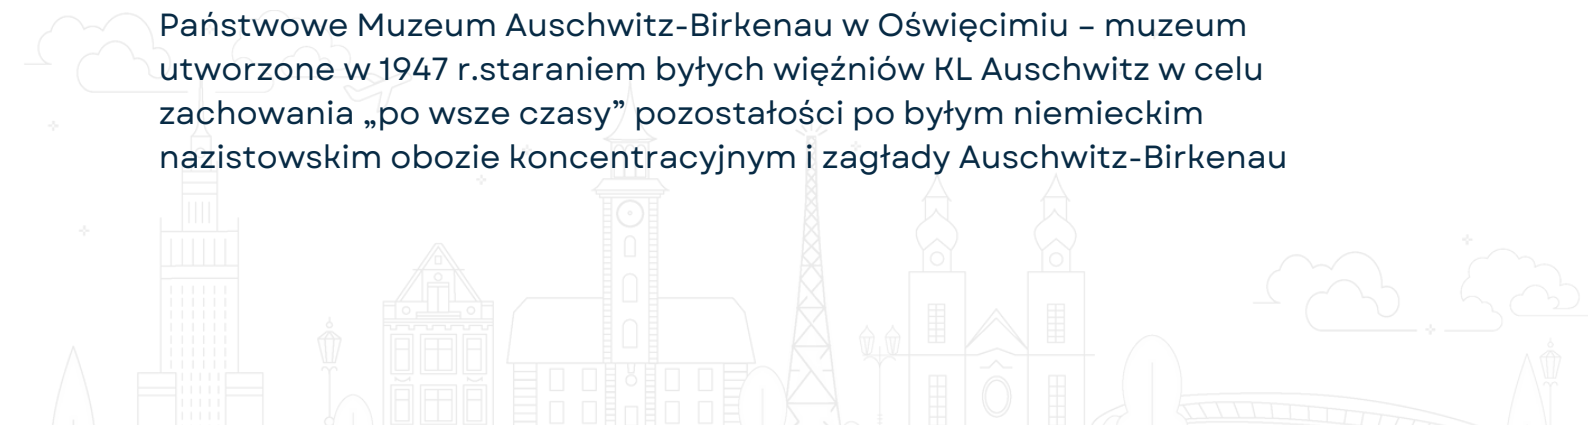 Państwowe Muzeum Auschwitz-Birkenau w Oświęcimiu – muzeum
utworzone w 1947 r.staraniem byłych więźniów KL Auschwitz w celu
zachowania „po wsze czasy” pozostałości po byłym niemieckim
nazistowskim obozie koncentracyjnym i zagłady Auschwitz-Birkenau